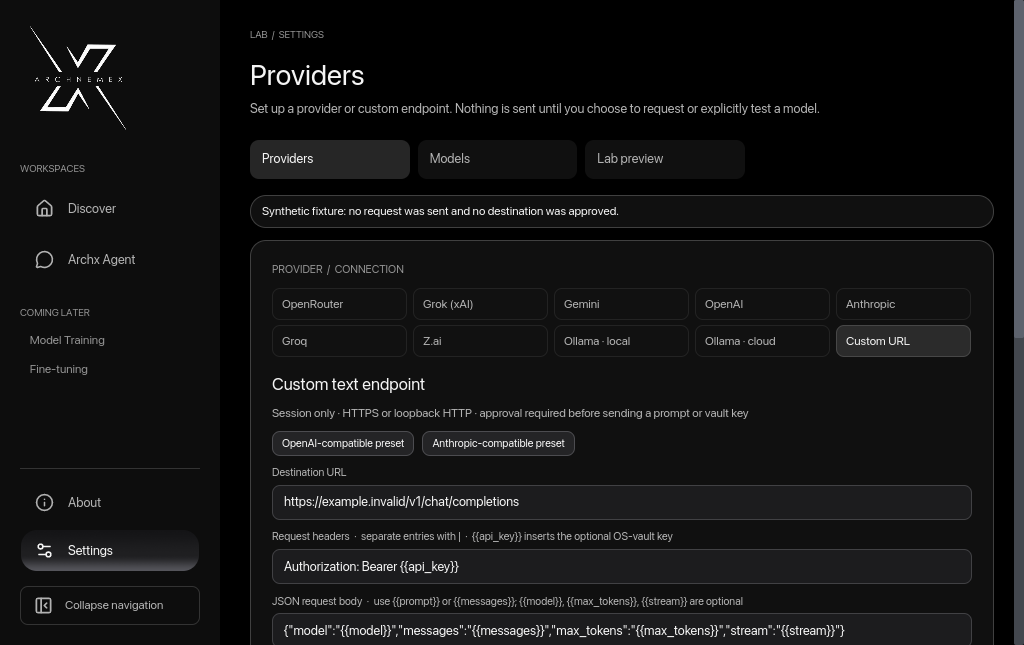 ARCHNEMEX
WORKSPACES
Discover
Archx Agent
COMING LATER
Model Training
Fine-tuning
About
Settings
Collapse navigation
LAB / SETTINGS
Providers
Set up a provider or custom endpoint. Nothing is sent until you choose to request or explicitly test a model.
Providers Models Lab preview
Synthetic fixture: no request was sent and no destination was approved.
PROVIDER / CONNECTION
OpenRouter Grok (xAI) Gemini OpenAI Anthropic
Groq Z.ai Ollama · local Ollama · cloud Custom URL
Custom text endpoint
Session only · HTTPS or loopback HTTP · approval required before sending a prompt or vault key
OpenAI-compatible preset Anthropic-compatible preset
Destination URL
https://example.invalid/v1/chat/completions
Request headers · separate entries with | · {{api_key}} inserts the optional OS-vault key
Authorization: Bearer {{api_key}}
JSON request body · use {{prompt}} or {{messages}}; {{model}}, {{max_tokens}}, {{stream}} are optional
{"model":"{{model}}","messages":"{{messages}}","max_tokens":"{{max_tokens}}","stream":"{{stream}}"}